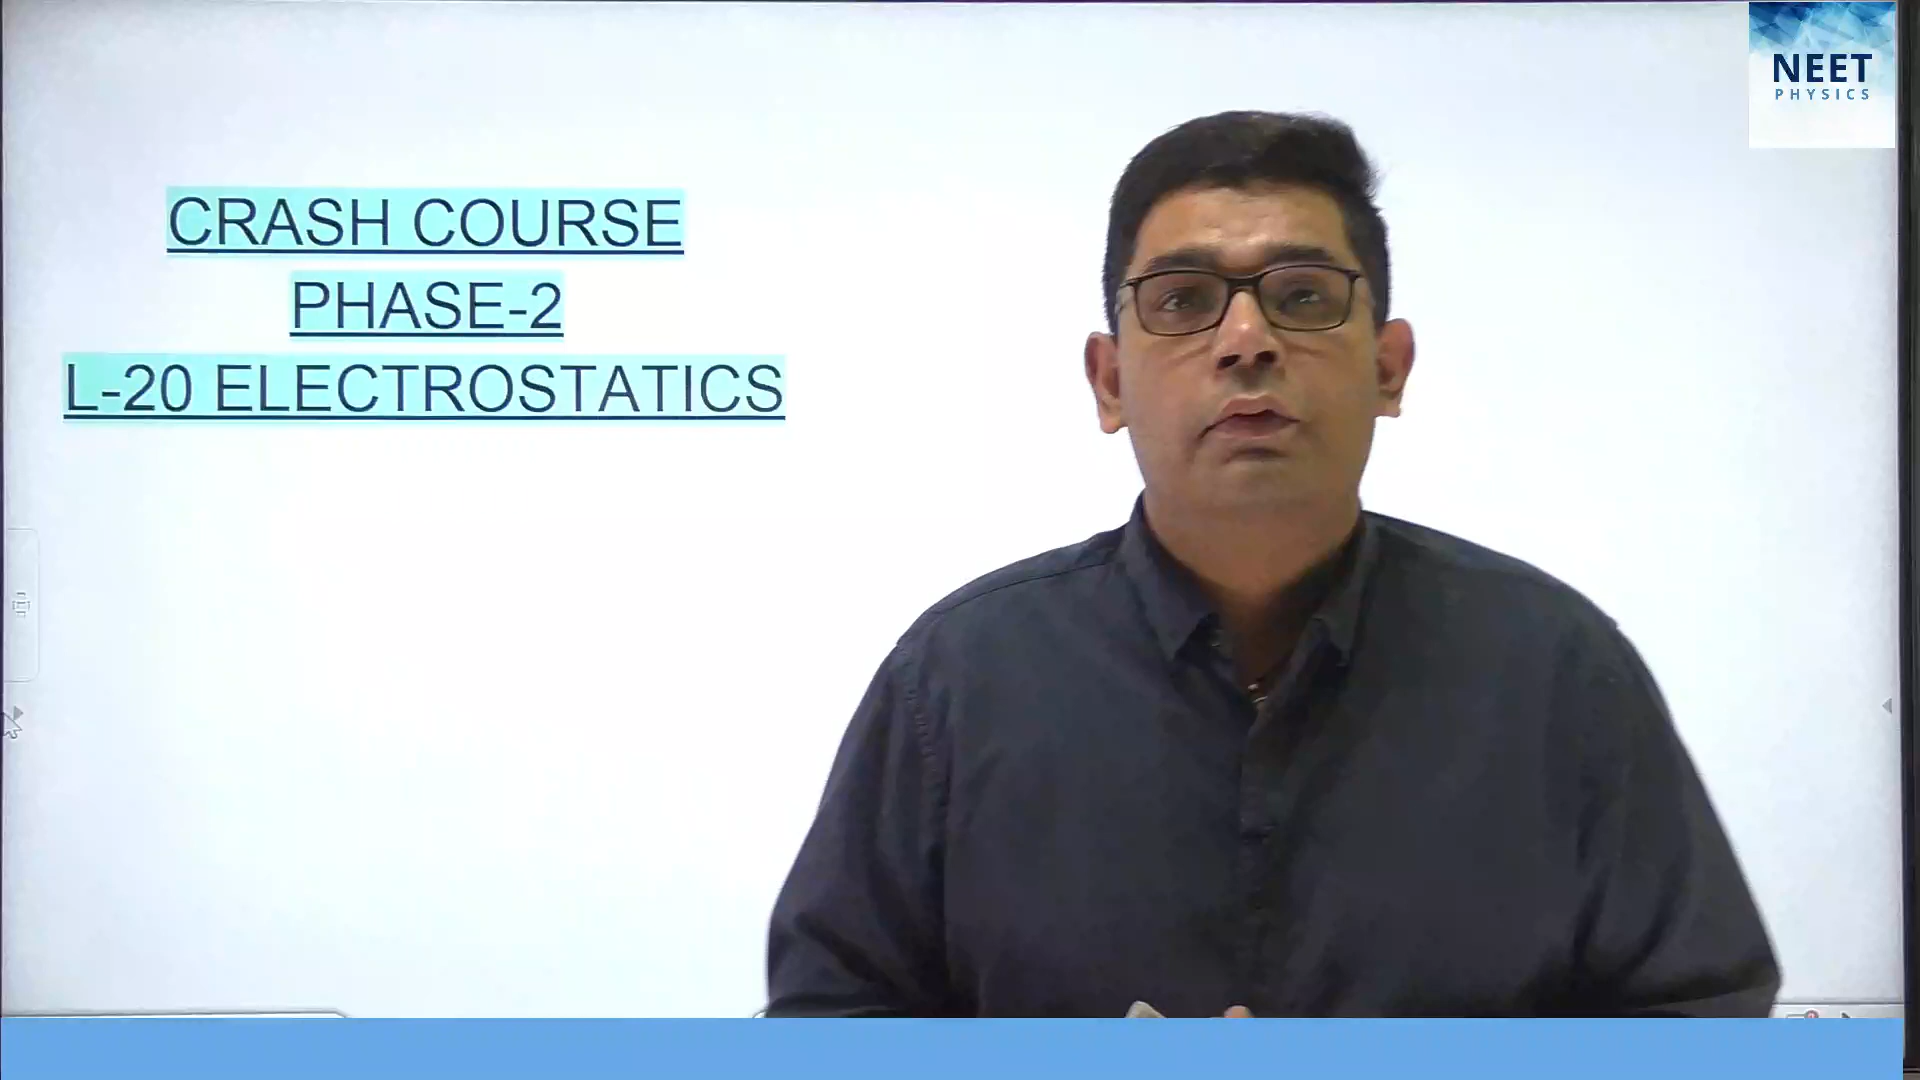 NEET
PHYSICS
CRASH COURSE
PHASE-2
L-20 ELECTROSTATICS